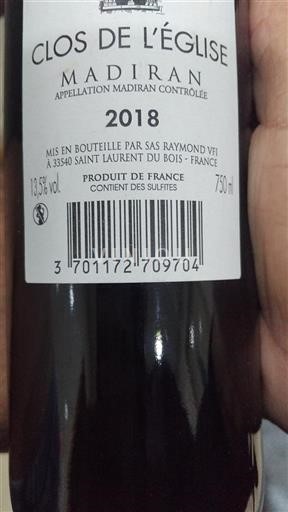 CLOS DE L'ÉGLISE
MADIRAN
APPELLATION MADIRAN CONTRÔLÉE
2018
MIS EN BOUTEILLE PAR SAS RAYMOND VFI
À 33540 SAINT LAURENT DU BOIS - FRANCE
13,5% vol.
PRODUIT DE FRANCE
CONTIENT DES SULFITES
750 ml
3 701172 709704